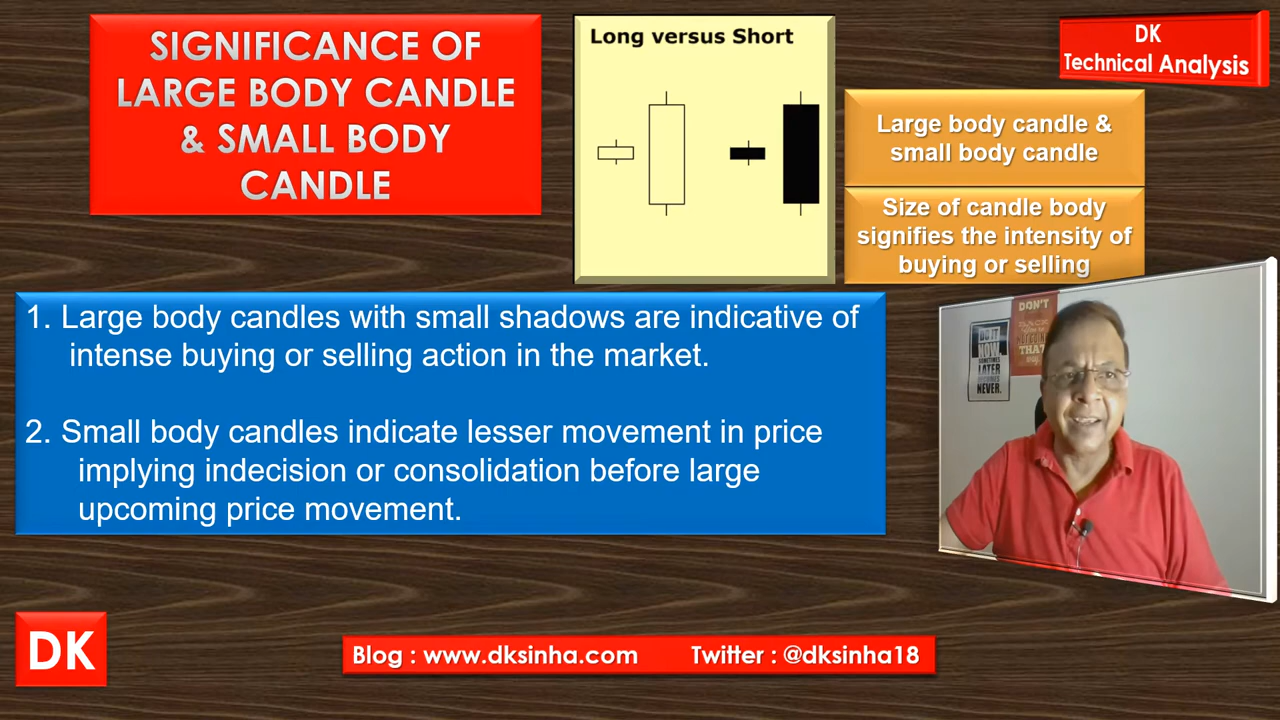 SIGNIFICANCE OF
LARGE BODY CANDLE
& SMALL BODY
CANDLE
Long versus Short
DK
Technical Analysis
Large body candle &
small body candle
Size of candle body
signifies the intensity of
buying or selling
1. Large body candles with small shadows are indicative of
intense buying or selling action in the market.
2. Small body candles indicate lesser movement in price
implying indecision or consolidation before large
upcoming price movement.
DO IT
NOW.
SOMETIMES
LATER
BECOMES
NEVER.
DON'T
THAT
DK
Blog : www.dksinha.com Twitter : @dksinha18